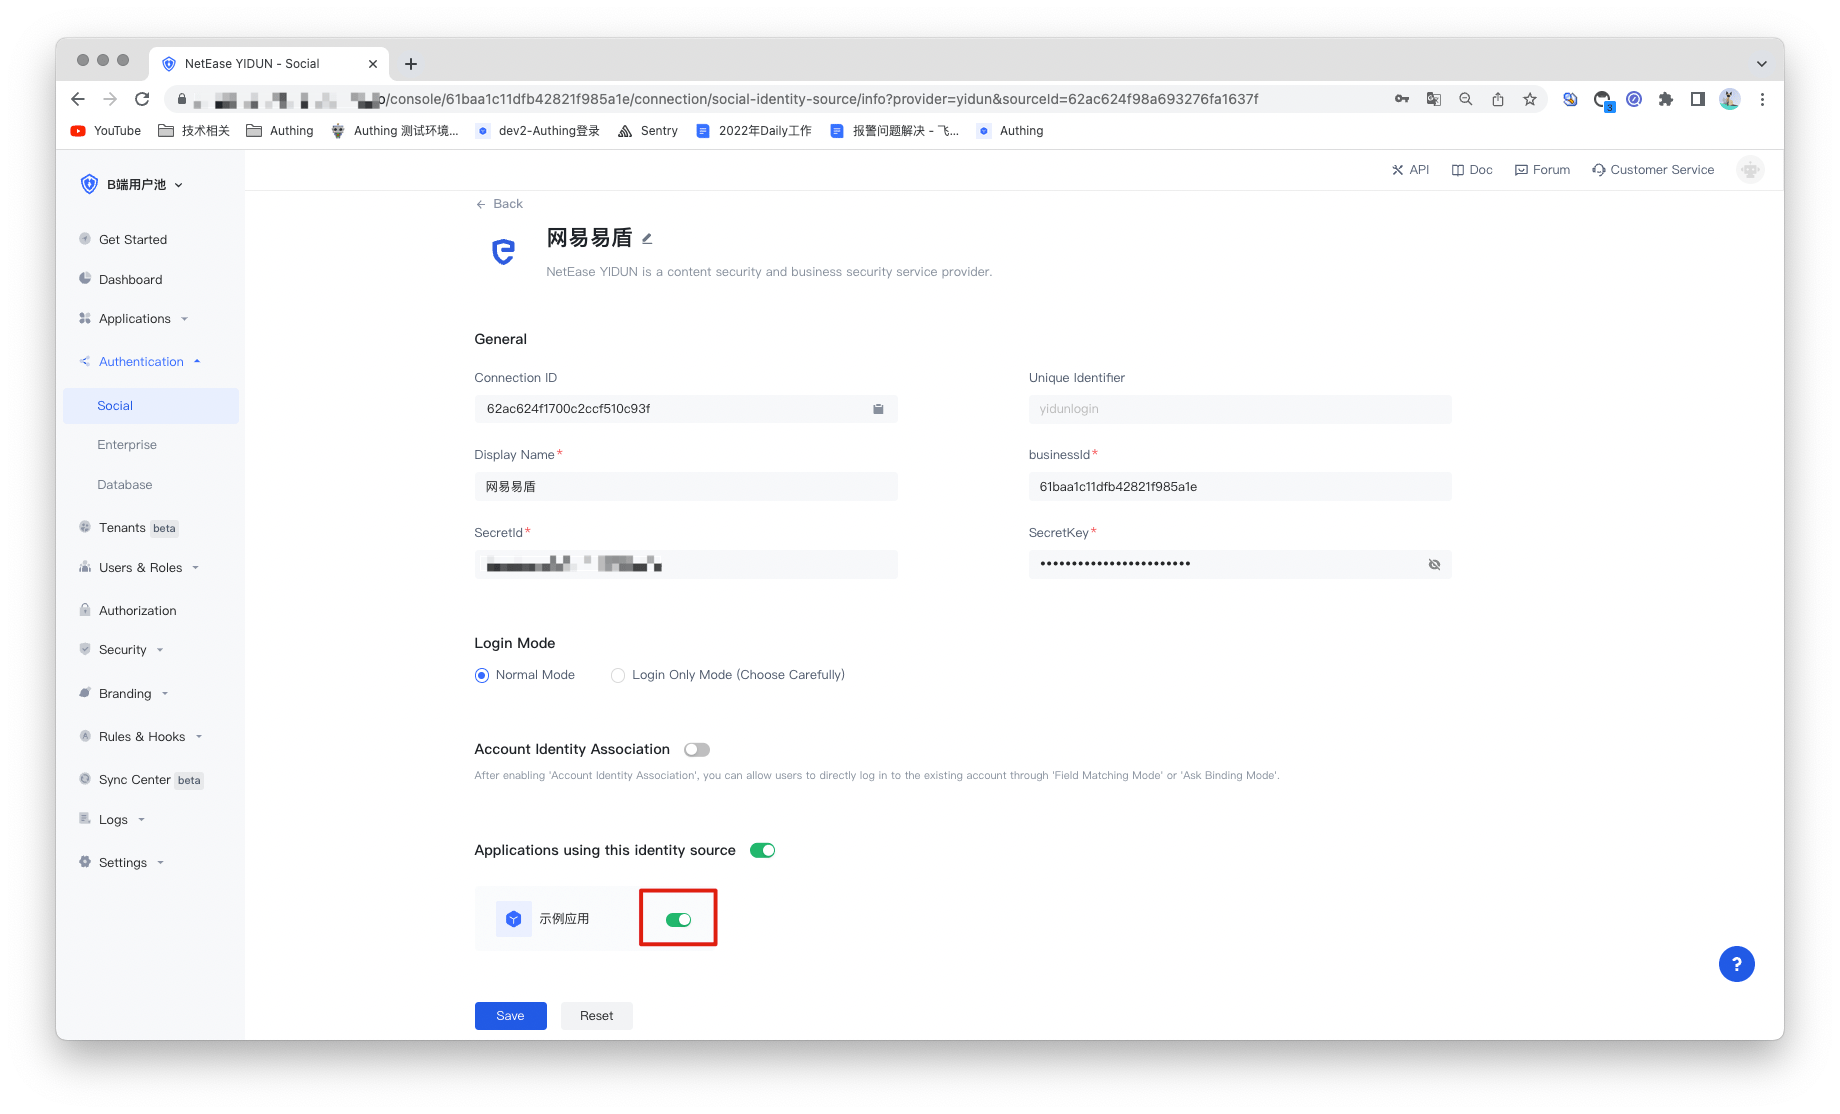 NetEase YIDUN - Social
/console/61baa1c11dfb42821f985a1e/connection/social-identity-source/info?provider=yidun&sourceId=62ac624f98a693276fa1637f
3
YouTube 技术相关 Authing Authing 测试环境... dev2-Authing登录 Sentry 2022年Daily工作 报警问题解决 - 飞... Authing
B端用户池
API Doc Forum Customer Service
Get Started
Dashboard
Applications
Authentication
Social
Enterprise
Database
Tenants beta
Users & Roles
Authorization
Security
Branding
Rules & Hooks
Sync Center beta
Logs
Settings
Back
网易易盾
NetEase YIDUN is a content security and business security service provider.
General
Connection ID Unique Identifier
62ac624f1700c2ccf510c93f yidunlogin
Display Name* businessId*
网易易盾 61baa1c11dfb42821f985a1e
SecretId* SecretKey*
••••••••••••••••••••••••
Login Mode
Normal Mode Login Only Mode (Choose Carefully)
Account Identity Association
After enabling 'Account Identity Association', you can allow users to directly log in to the existing account through 'Field Matching Mode' or 'Ask Binding Mode'.
Applications using this identity source
示例应用
?
Save Reset